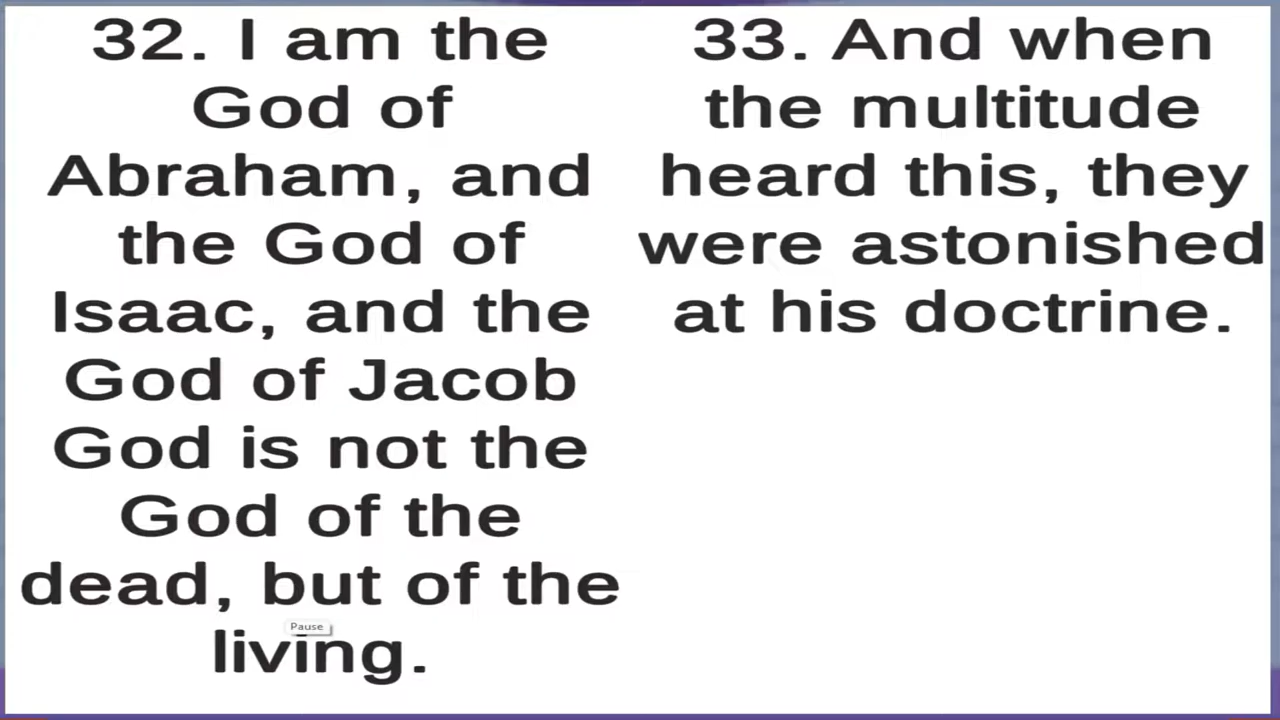 32. I am the
God of
Abraham, and
the God of
Isaac, and the
God of Jacob
God is not the
God of the
dead, but of the
living.
Pause
33. And when
the multitude
heard this, they
were astonished
at his doctrine.